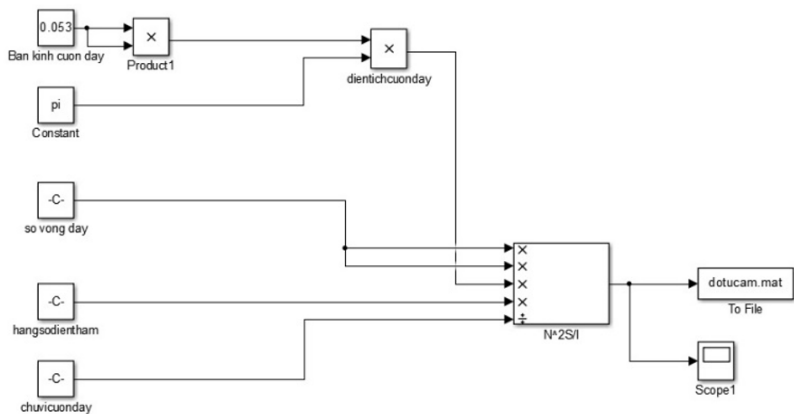 0.053
Ban kinh cuon day
×
Product1
×
dientichcuonday
pi
Constant
-C-
so vong day
×
×
×
×
÷
N^2S/l
dotucam.mat
To File
-C-
hangsodientham
Scope1
-C-
chuvicuonday